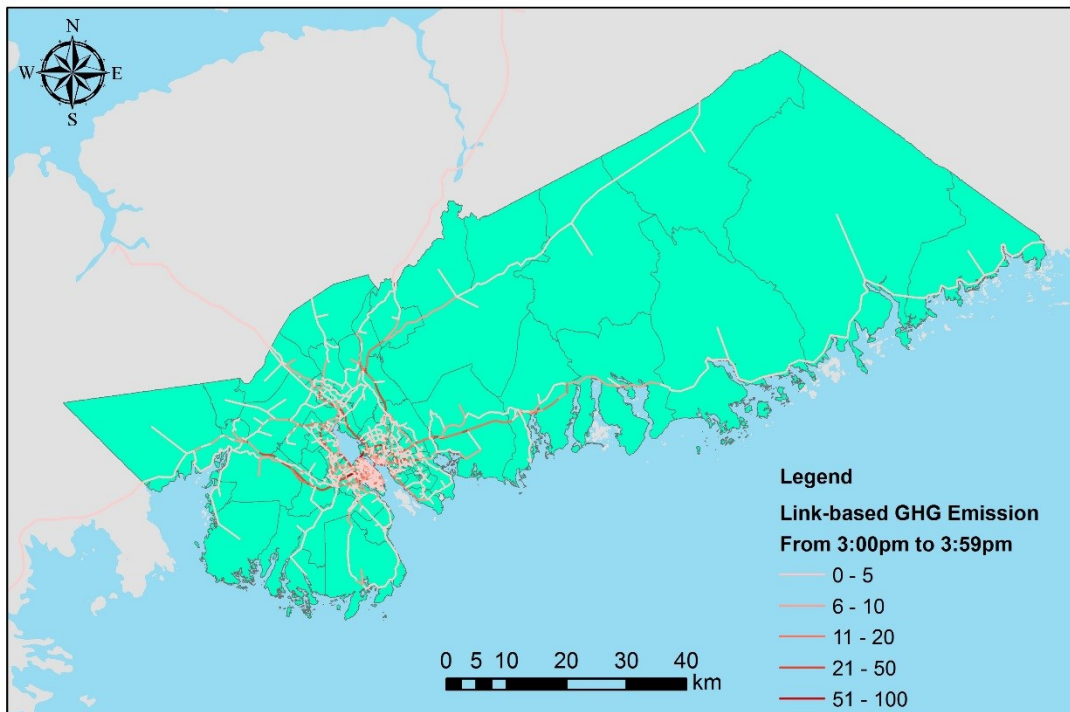 N
W E
S
Legend
Link-based GHG Emission
From 3:00pm to 3:59pm
0 - 5
6 - 10
11 - 20
21 - 50
51 - 100
0 5 10 20 30 40
km